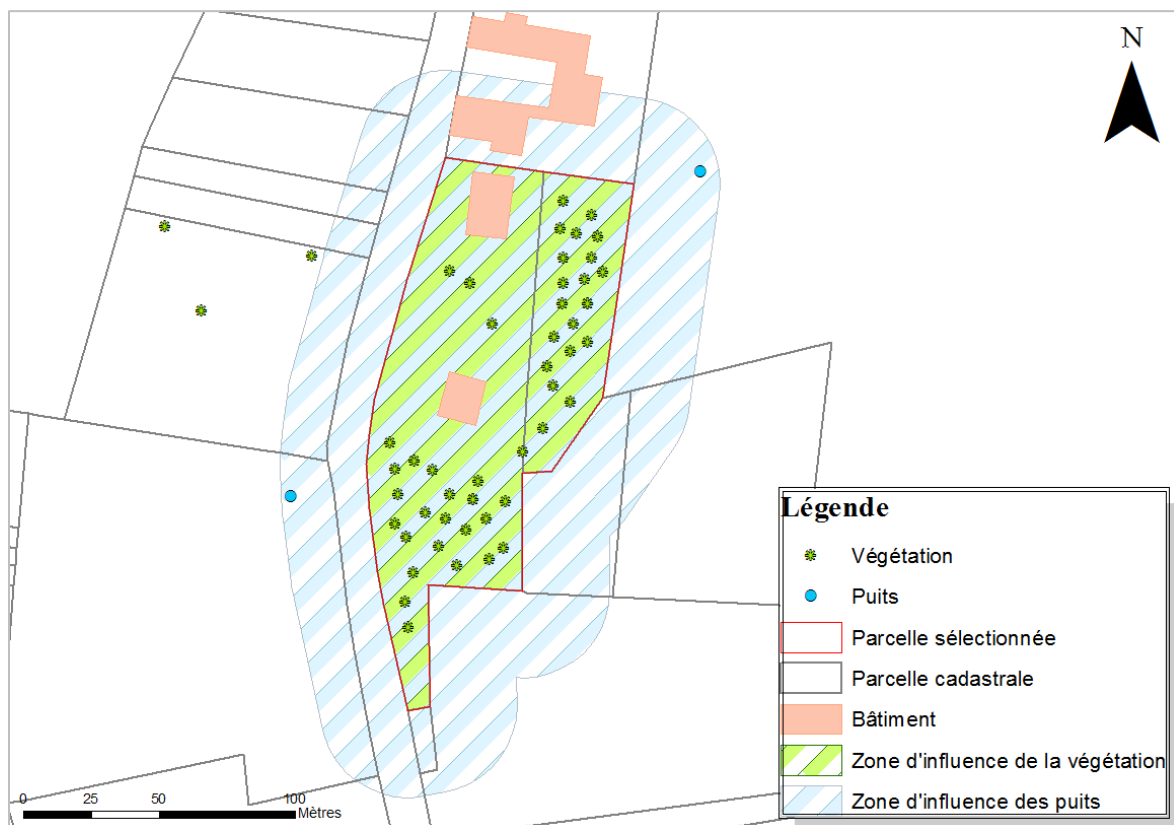 N
Légende
Végétation
Puits
Parcelle sélectionnée
Parcelle cadastrale
Bâtiment
Zone d'influence de la végétation
Zone d'influence des puits
0 25 50 100
Mètres